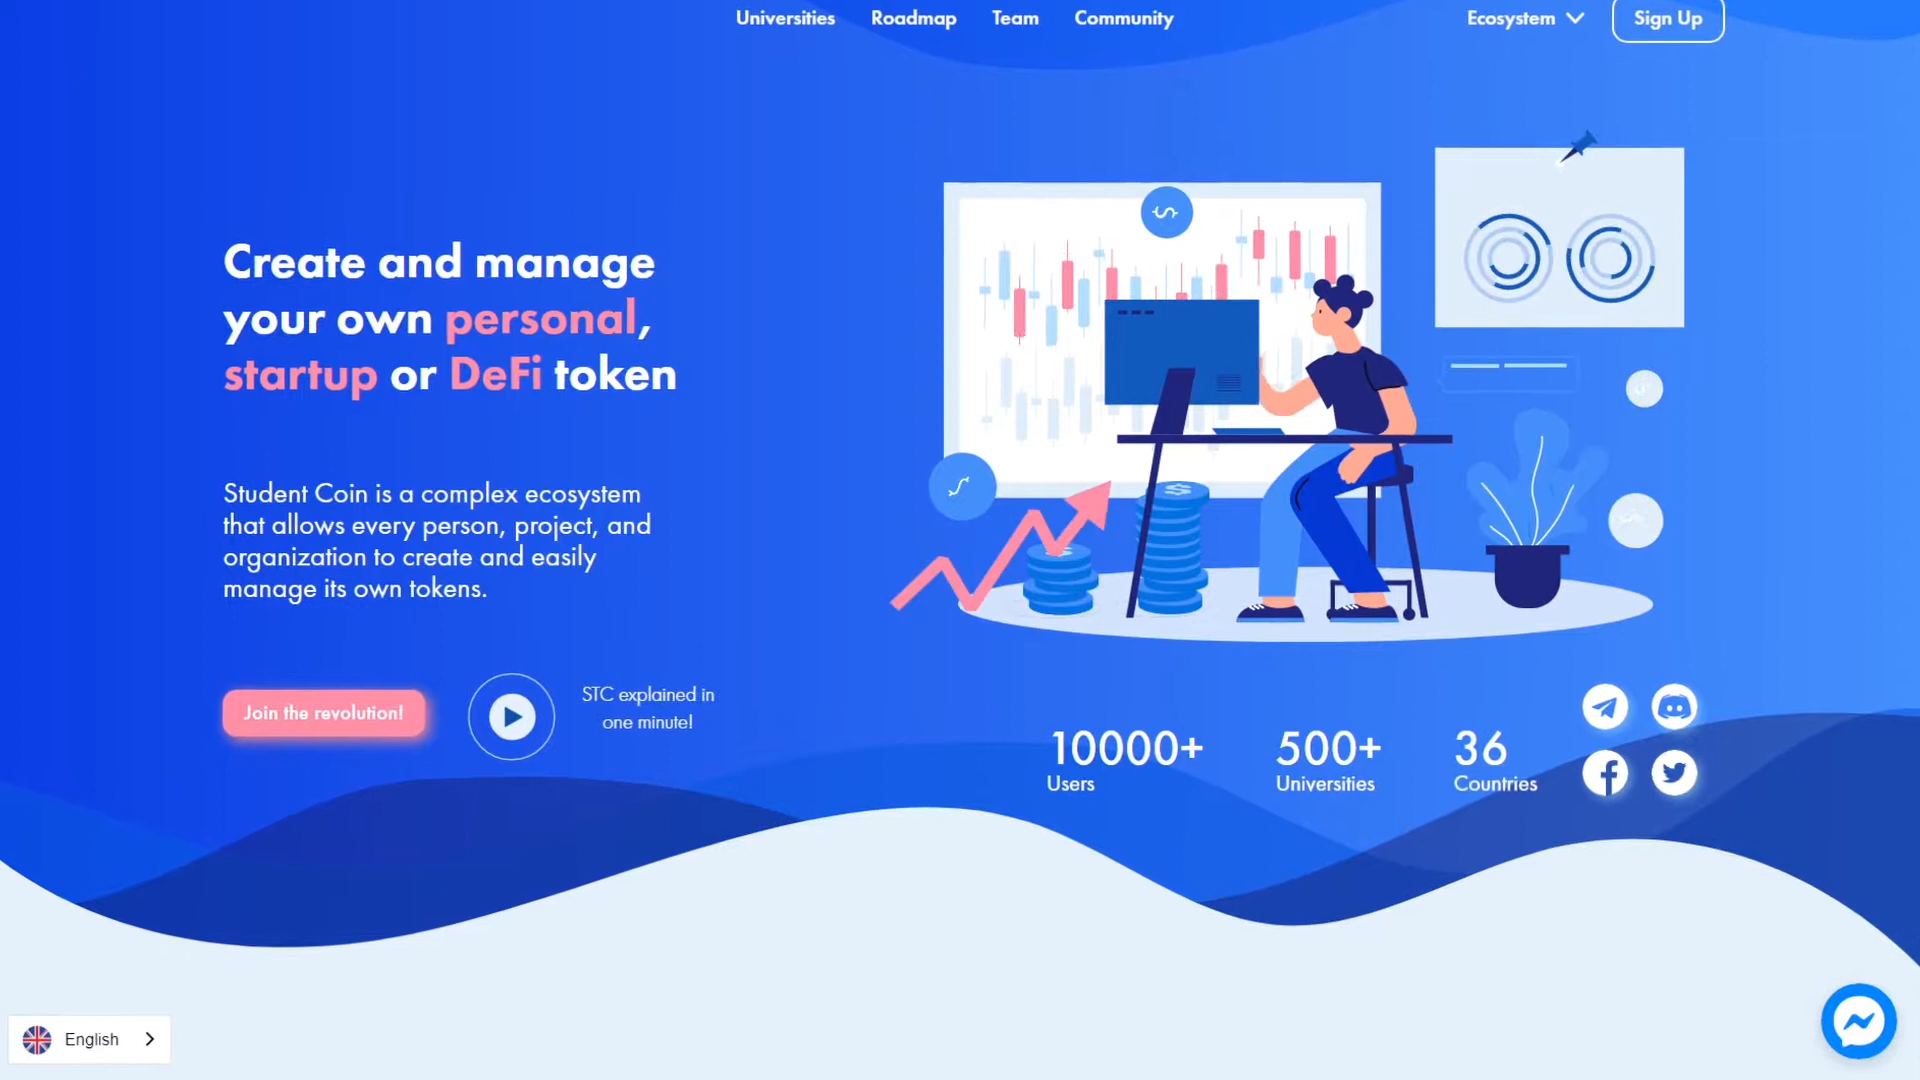 Universities Roadmap Team Community Ecosystem Sign Up
Create and manage
your own personal,
startup or DeFi token
Student Coin is a complex ecosystem
that allows every person, project, and
organization to create and easily
manage its own tokens.
Join the revolution!
STC explained in
one minute!
10000+
Users
500+
Universities
36
Countries
English